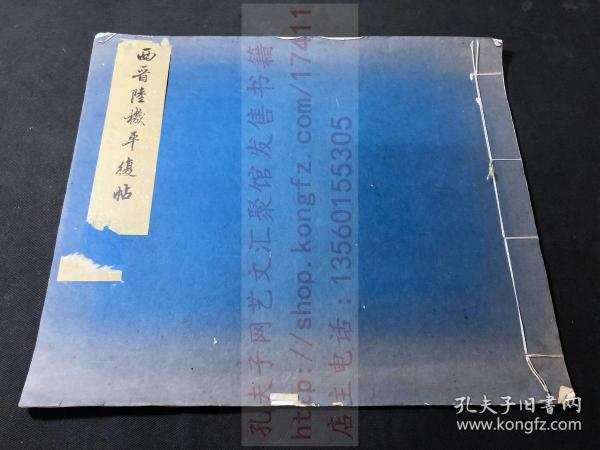 西晋陸機平復帖
孔夫子网艺文汇聚馆发售书籍
http://shop.kongfz.com/17411
店主电话：13560155305
孔夫子旧书网
www.kongfz.com